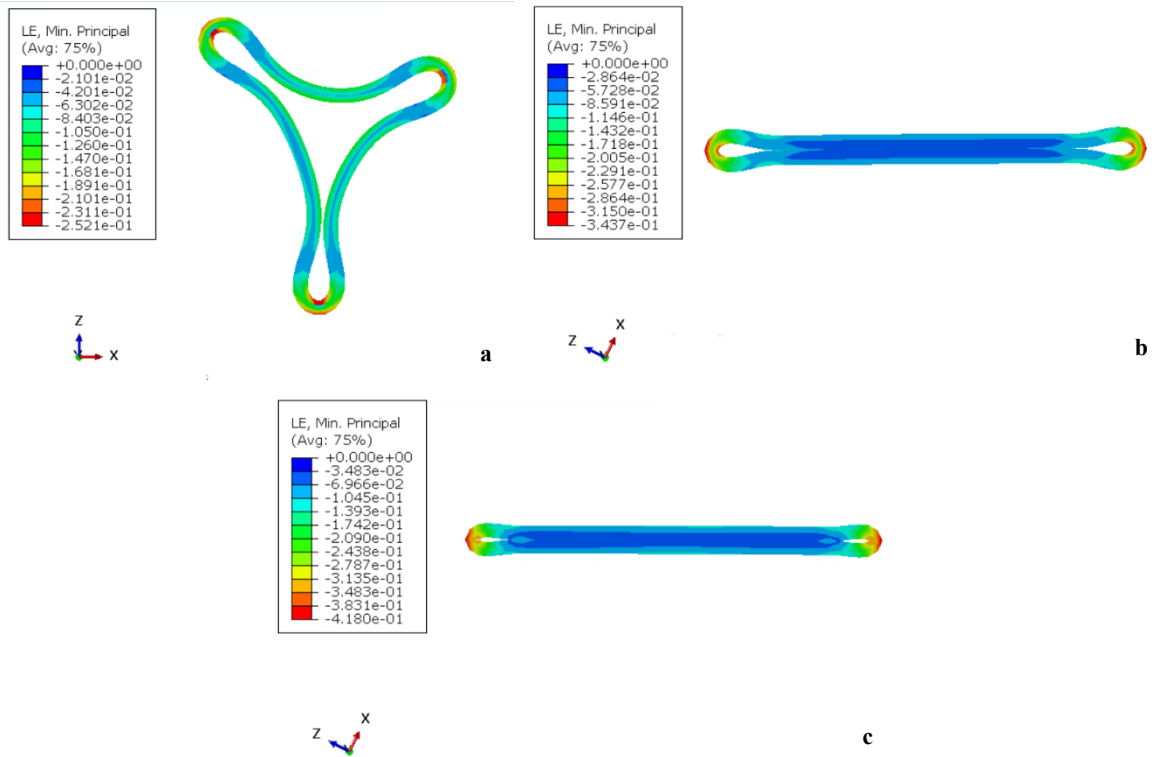 LE, Min. Principal
(Avg: 75%)
+0.000e+00
-2.101e-02
-4.201e-02
-6.302e-02
-8.403e-02
-1.050e-01
-1.260e-01
-1.470e-01
-1.681e-01
-1.891e-01
-2.101e-01
-2.311e-01
-2.521e-01
Z
X
a
LE, Min. Principal
(Avg: 75%)
+0.000e+00
-2.864e-02
-5.728e-02
-8.591e-02
-1.146e-01
-1.432e-01
-1.718e-01
-2.005e-01
-2.291e-01
-2.577e-01
-2.864e-01
-3.150e-01
-3.437e-01
X
Z
b
LE, Min. Principal
(Avg: 75%)
+0.000e+00
-3.483e-02
-6.966e-02
-1.045e-01
-1.393e-01
-1.742e-01
-2.090e-01
-2.438e-01
-2.787e-01
-3.135e-01
-3.483e-01
-3.831e-01
-4.180e-01
X
Z
c